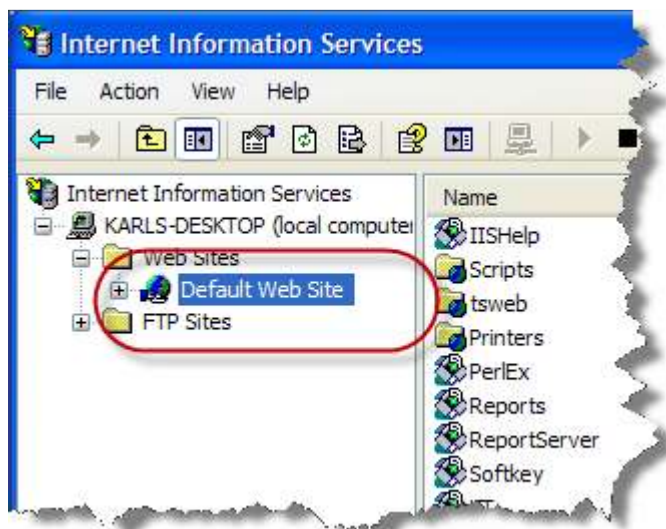 Internet Information Services
File Action View Help
Internet Information Services
KARLS-DESKTOP (local computer
Web Sites
Default Web Site
FTP Sites
Name
IISHelp
Scripts
tsweb
Printers
PerlEx
Reports
ReportServer
Softkey